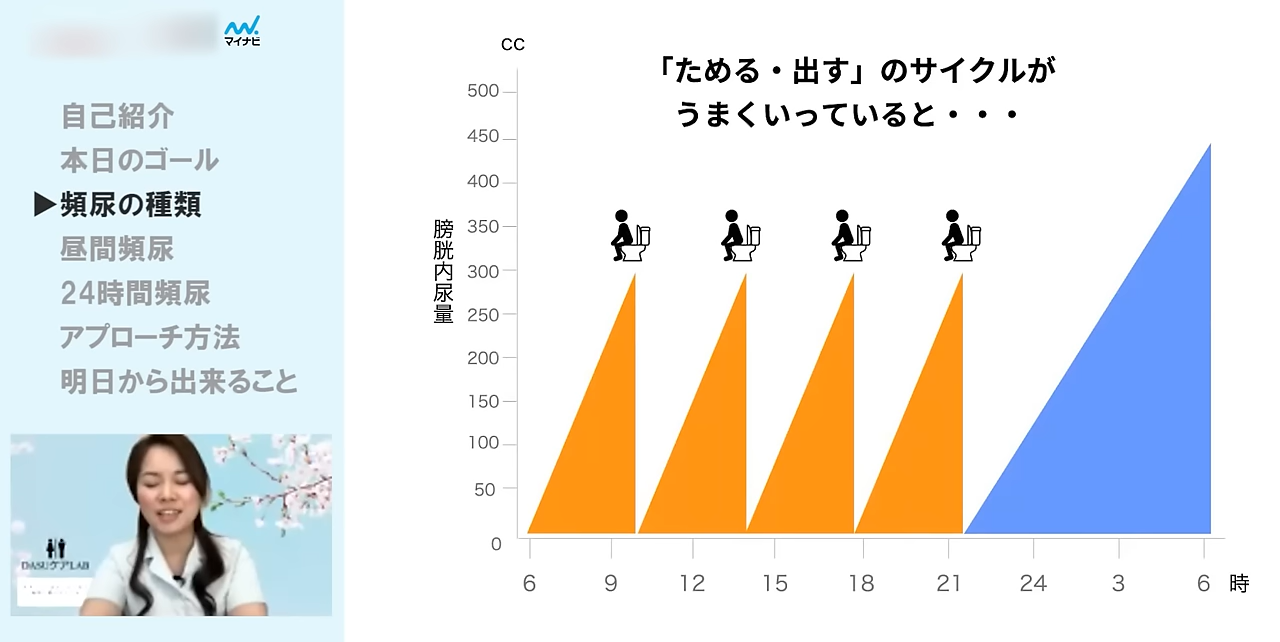 マイナビ
自己紹介
本日のゴール
▶頻尿の種類
昼間頻尿
24時間頻尿
アプローチ方法
明日から出来ること
DASUケアLAB
「ためる・出す」のサイクルが
うまくいっていると・・・
cc
500
450
400
350
300
250
200
150
100
50
0
膀胱内尿量
6 9 12 15 18 21 24 3 6 時